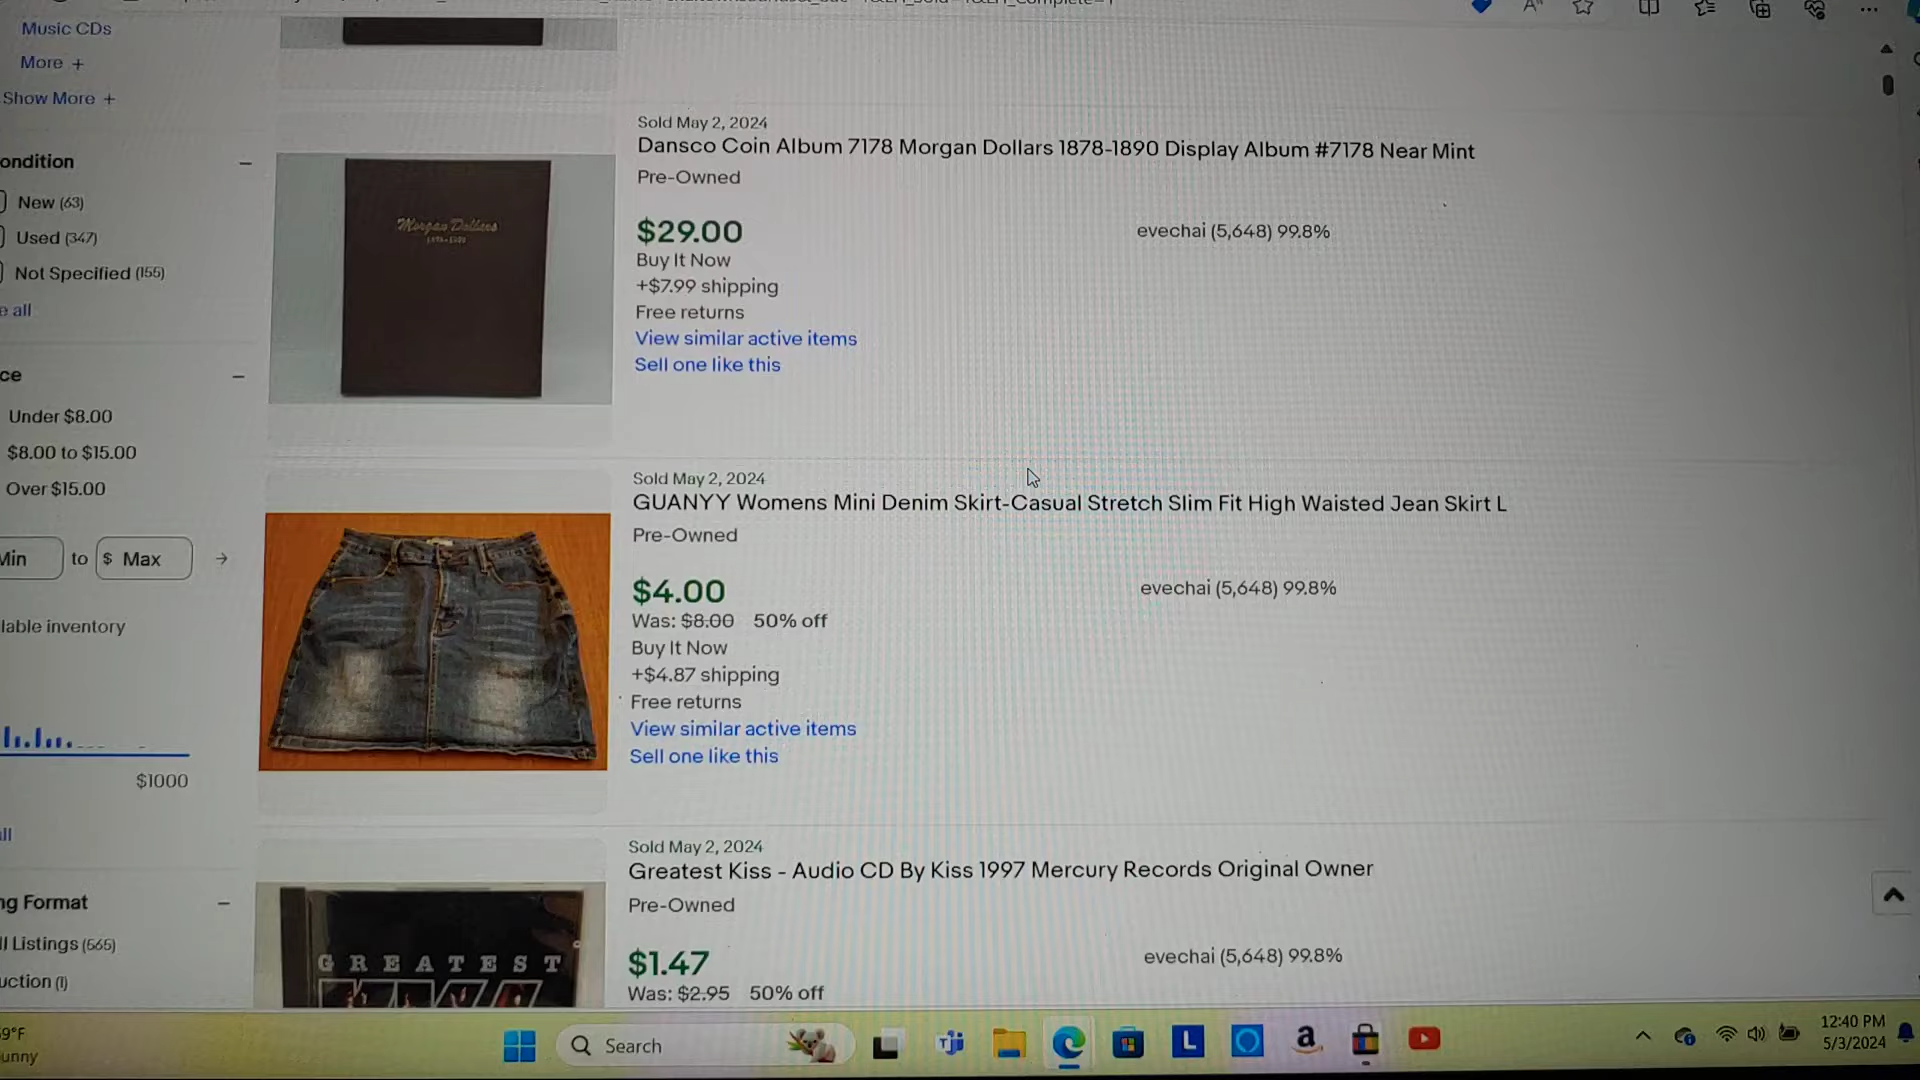 Music CDs
More +
Show More +
ondition
New (63)
Used (347)
Not Specified (155)
e all
ce
Under $8.00
$8.00 to $15.00
Over $15.00
Min to $ Max
lable inventory
$1000
all
ng Format
ll Listings (565)
uction (1)
Sold May 2, 2024
Dansco Coin Album 7178 Morgan Dollars 1878-1890 Display Album #7178 Near Mint
Pre-Owned
Morgan Dollars
$29.00
evechai (5,648) 99.8%
Buy It Now
+$7.99 shipping
Free returns
View similar active items
Sell one like this
Sold May 2, 2024
GUANYY Womens Mini Denim Skirt-Casual Stretch Slim Fit High Waisted Jean Skirt L
Pre-Owned
$4.00
evechai (5,648) 99.8%
Was: $8.00 50% off
Buy It Now
+$4.87 shipping
Free returns
View similar active items
Sell one like this
Sold May 2, 2024
Greatest Kiss - Audio CD By Kiss 1997 Mercury Records Original Owner
Pre-Owned
GREATEST
$1.47
evechai (5,648) 99.8%
Was: $2.95 50% off
9°F
unny
Search
L
a
12:40 PM
5/3/2024